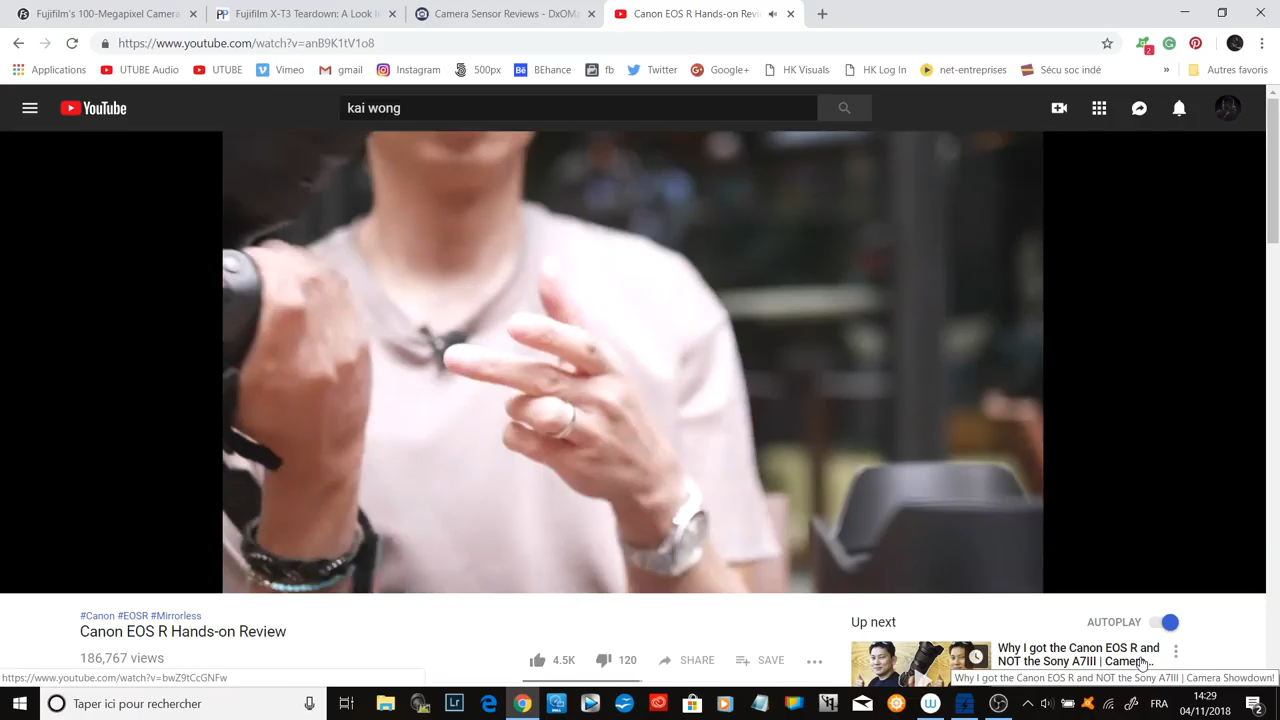 Fujifilm's 100-Megapixel Camera
Fujifilm X-T3 Teardown: A Look I
Camera Sensor Reviews - DxOMa
Canon EOS R Hands-on Rev
https://www.youtube.com/watch?v=anB9K1tV1o8
2
Applications
UTUBE Audio
UTUBE
Vimeo
gmail
Instagram
500px
BEhance
fb
Twitter
Google+
HK Visuals
HK Log In
net-entreprises
Sécu soc indé
»
Autres favoris
YouTube
kai wong
#Canon #EOSR #Mirrorless
Canon EOS R Hands-on Review
186,767 views
4.5K
120
SHARE
SAVE
Up next
AUTOPLAY
Why I got the Canon EOS R and
NOT the Sony A7III | Camer...
Why I got the Canon EOS R and NOT the Sony A7III | Camera Showdown!
https://www.youtube.com/watch?v=bwZ9tCcGNFw
Taper ici pour rechercher
Lr
W
FRA
14:29
04/11/2018
2